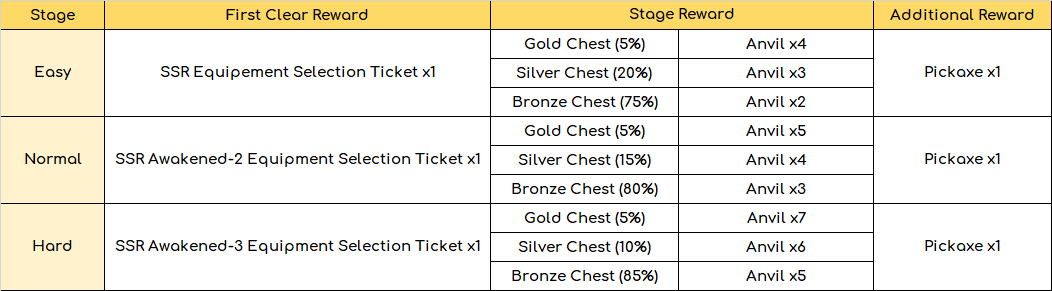 Stage First Clear Reward Stage Reward Additional Reward
Easy SSR Equipement Selection Ticket x1 Gold Chest (5%) Anvil x4 Pickaxe x1
Silver Chest (20%) Anvil x3
Bronze Chest (75%) Anvil x2
Normal SSR Awakened-2 Equipment Selection Ticket x1 Gold Chest (5%) Anvil x5 Pickaxe x1
Silver Chest (15%) Anvil x4
Bronze Chest (80%) Anvil x3
Hard SSR Awakened-3 Equipment Selection Ticket x1 Gold Chest (5%) Anvil x7 Pickaxe x1
Silver Chest (10%) Anvil x6
Bronze Chest (85%) Anvil x5